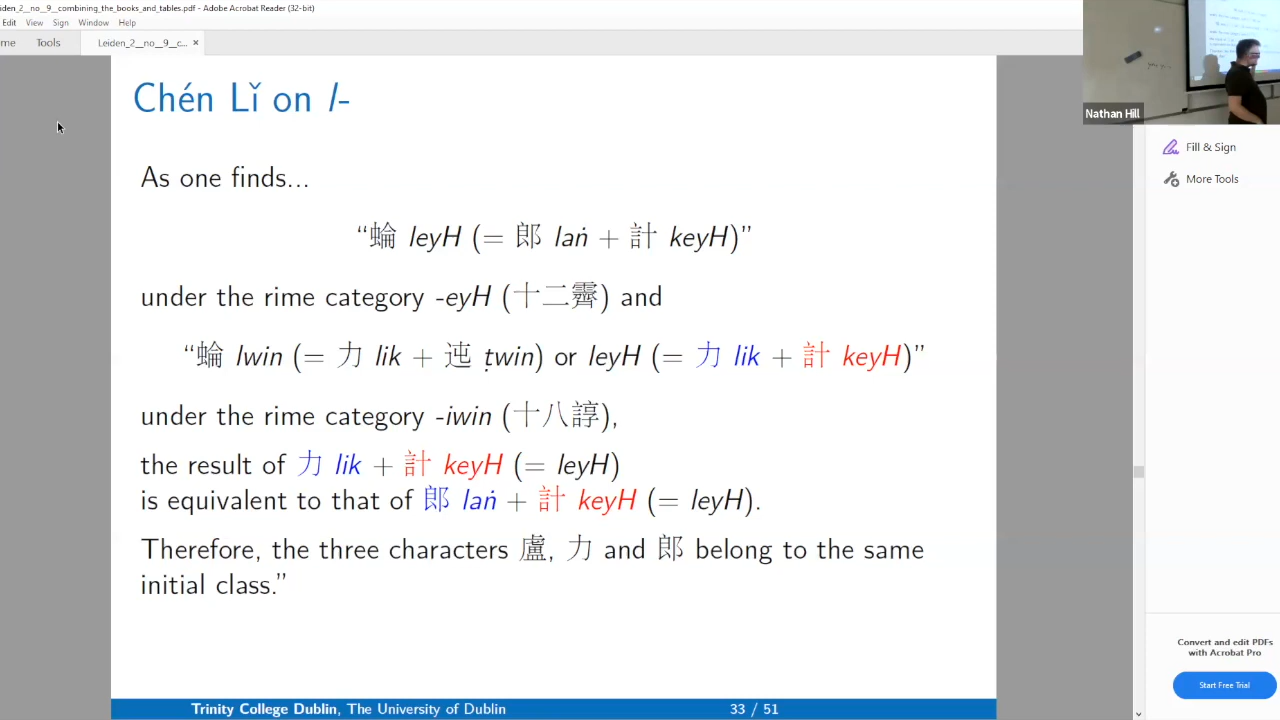 Leiden_2__no__9__combining_the_books_and_tables.pdf - Adobe Acrobat Reader (32-bit)
Edit View Sign Window Help
me Tools Leiden_2__no__9__c... ×
Chén Lǐ on l-
Nathan Hill
Fill & Sign
As one finds...
More Tools
“蜦 leyH (= 郎 laṅ + 計 keyH)”
under the rime category -eyH (十二霽) and
“蜦 lwin (= 力 lik + 迍 ṭwin) or leyH (= 力 lik + 計 keyH)”
under the rime category -iwin (十八諄),
the result of 力 lik + 計 keyH (= leyH)
is equivalent to that of 郎 laṅ + 計 keyH (= leyH).
Therefore, the three characters 盧, 力 and 郎 belong to the same
initial class.”
Convert and edit PDFs
with Acrobat Pro
Start Free Trial
Trinity College Dublin, The University of Dublin 33 / 51